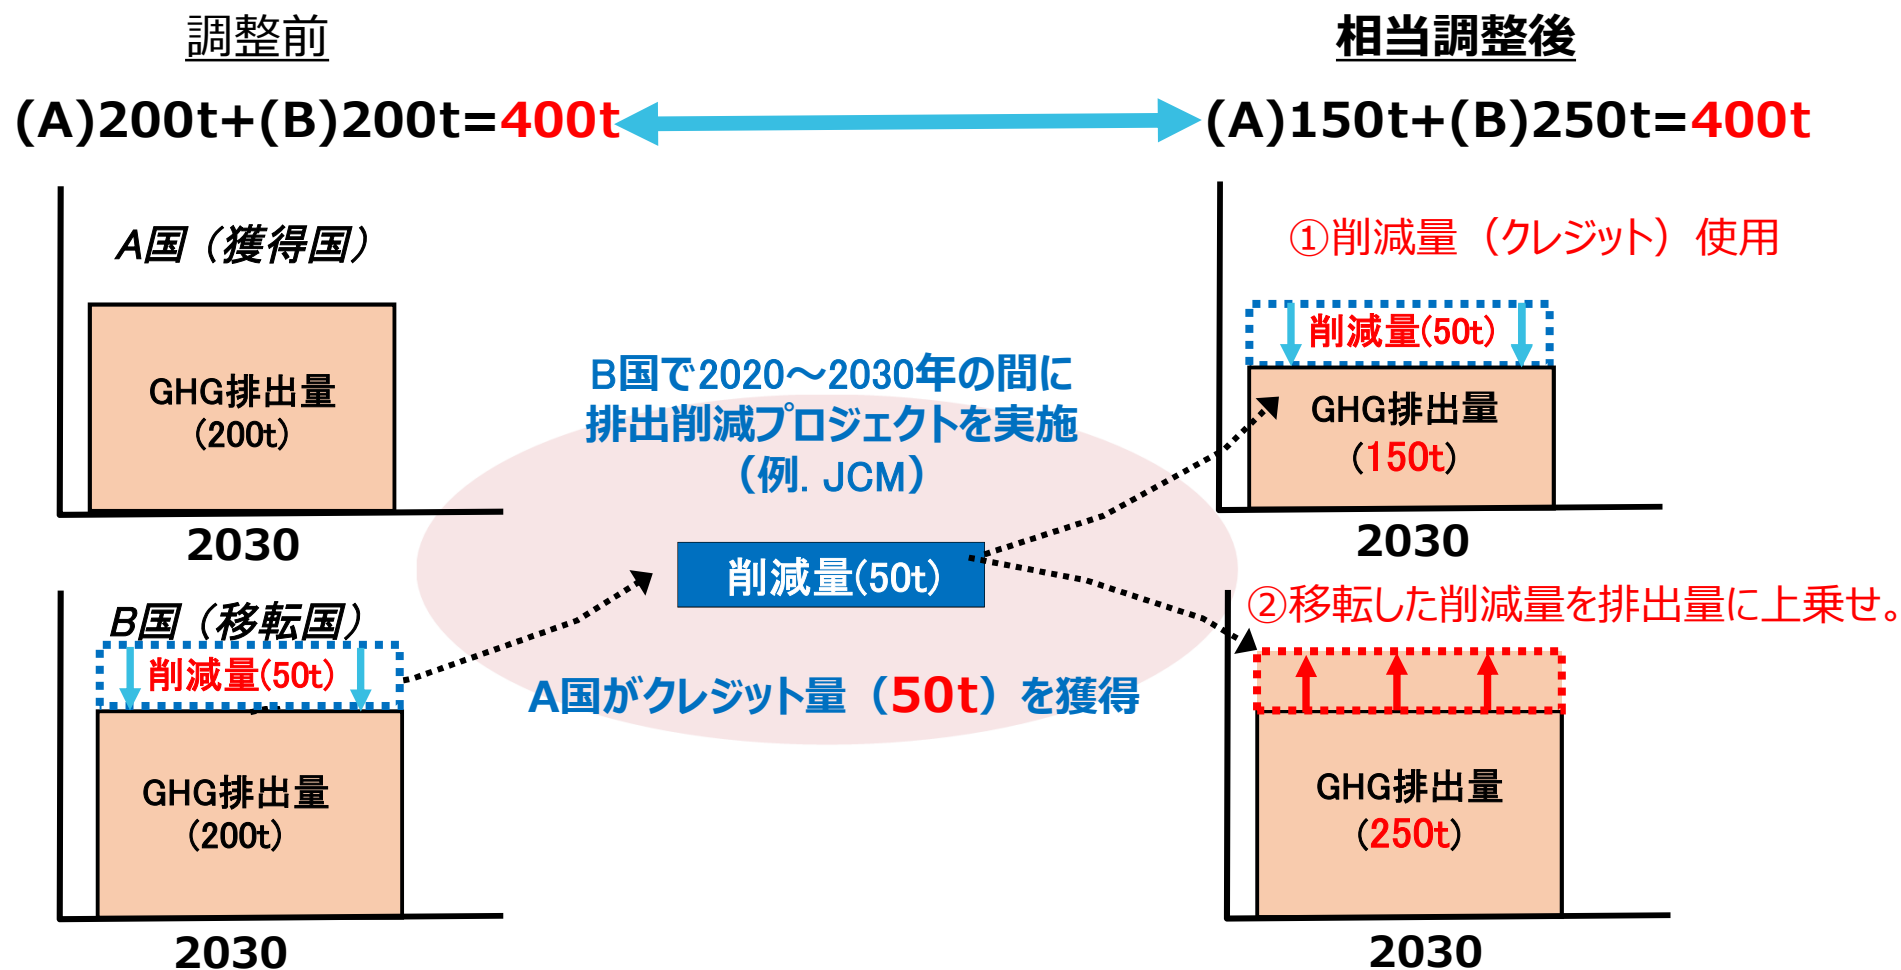 調整前
相当調整後
(A)200t+(B)200t=400t
(A)150t+(B)250t=400t
A国（獲得国）
GHG排出量
(200t)
2030
B国（移転国）
削減量(50t)
GHG排出量
(200t)
2030
B国で2020～2030年の間に
排出削減プロジェクトを実施
（例. JCM）
削減量(50t)
A国がクレジット量（50t）を獲得
①削減量（クレジット）使用
削減量(50t)
GHG排出量
(150t)
2030
②移転した削減量を排出量に上乗せ。
GHG排出量
(250t)
2030